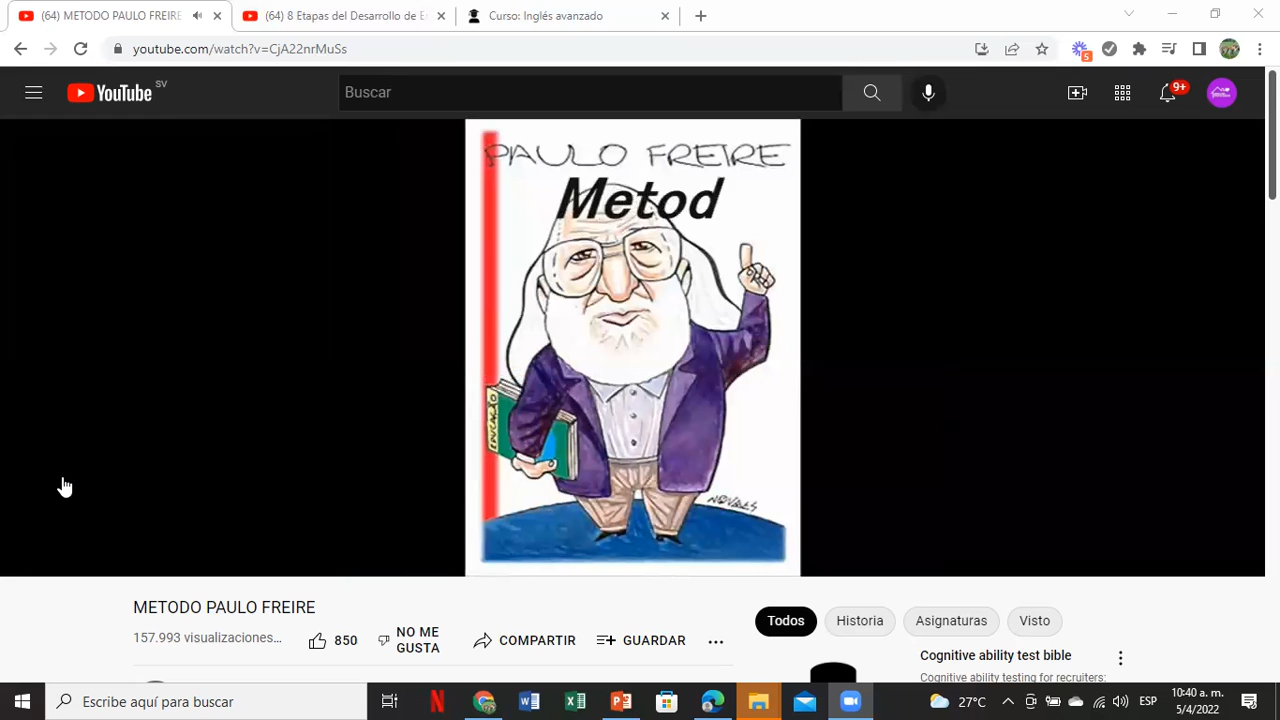 (64) METODO PAULO FREIRE
(64) 8 Etapas del Desarrollo de E
Curso: Inglés avanzado
youtube.com/watch?v=CjA22nrMuSs
5
YouTube SV
Buscar
9+
PAULO FREIRE
Metod
EDUCAÇÃO
NOVAES
METODO PAULO FREIRE
157.993 visualizaciones...
850
NO ME GUSTA
COMPARTIR
GUARDAR
Todos
Historia
Asignaturas
Visto
Cognitive ability test bible
Cognitive ability testing for recruiters:
Escribe aquí para buscar
27°C
ESP
10:40 a. m.
5/4/2022